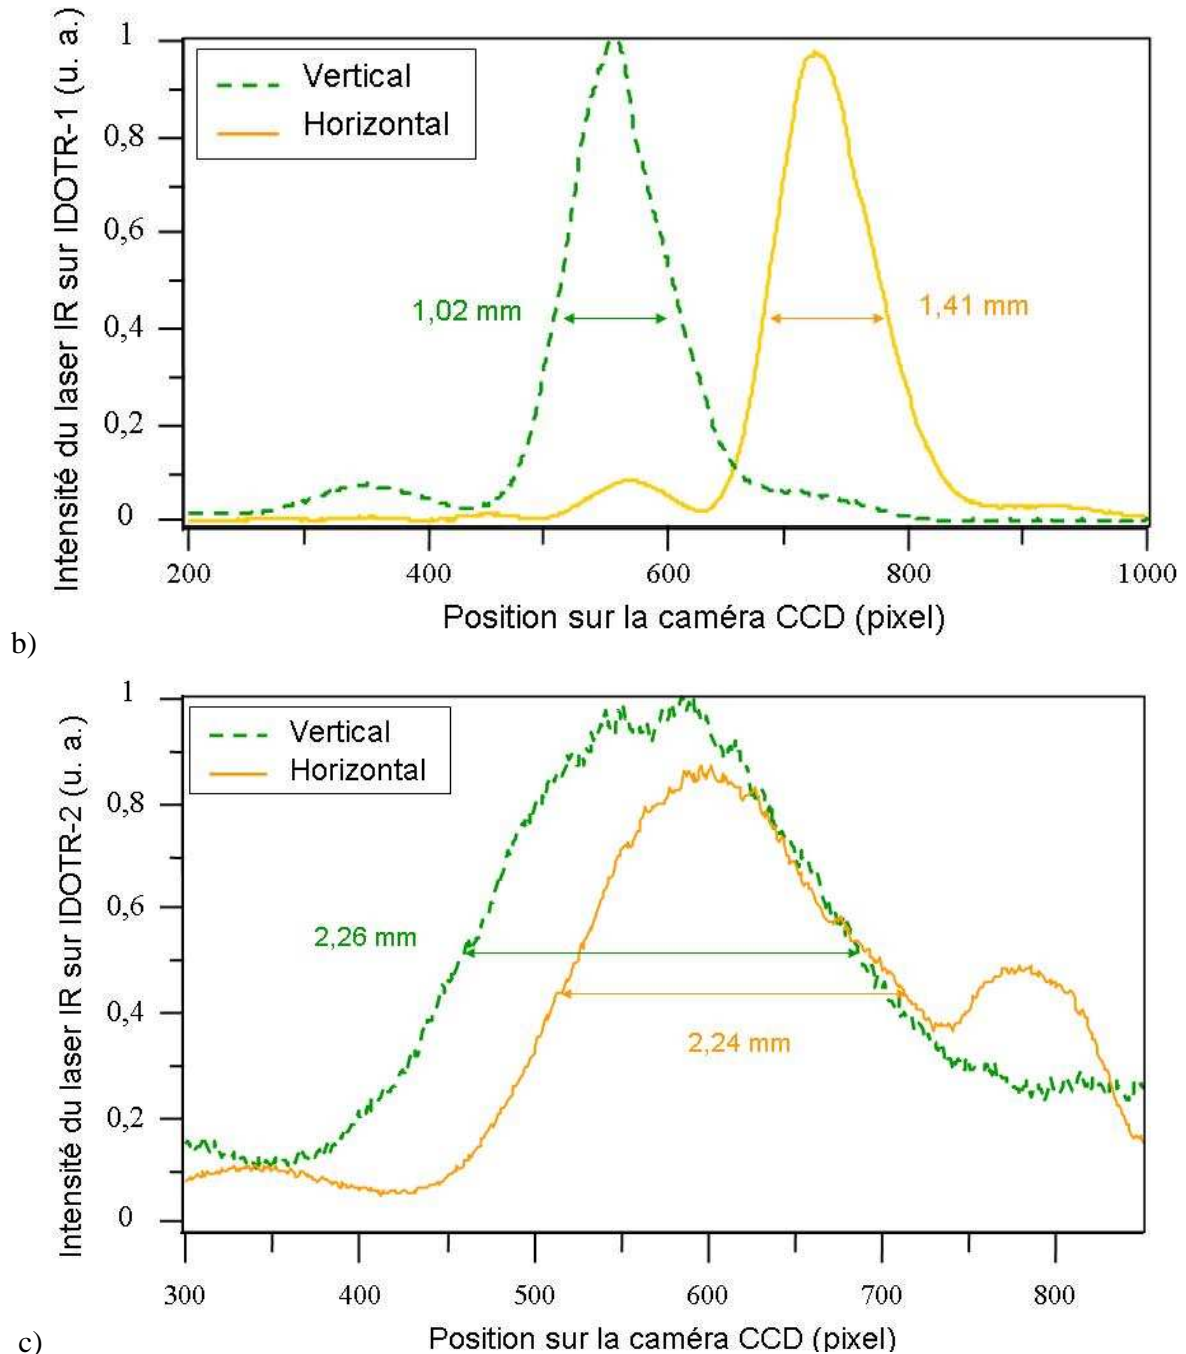 Intensité du laser IR sur IDOTR-1 (u. a.)
1
0,8
0,6
0,4
0,2
0
Vertical
Horizontal
1,02 mm
1,41 mm
200
400
600
800
1000
Position sur la caméra CCD (pixel)
b)
Intensité du laser IR sur IDOTR-2 (u. a.)
1
0,8
0,6
0,4
0,2
0
Vertical
Horizontal
2,26 mm
2,24 mm
300
400
500
600
700
800
Position sur la caméra CCD (pixel)
c)